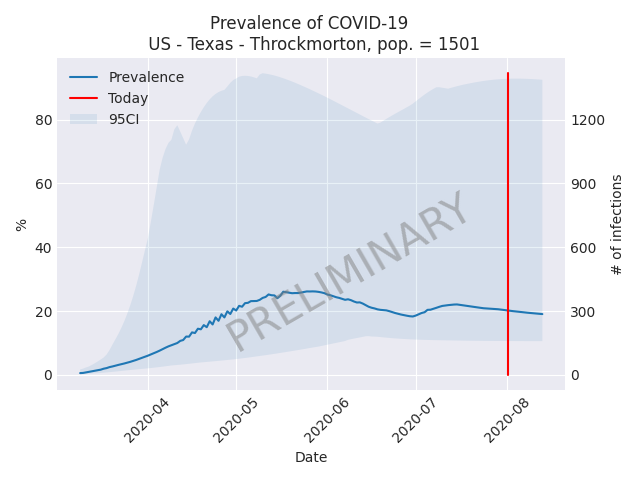 Prevalence of COVID-19
US - Texas - Throckmorton, pop. = 1501
Prevalence
Today
95CI
PRELIMINARY
%
80
60
40
20
0
# of infections
1200
900
600
300
0
2020-04
2020-05
2020-06
2020-07
2020-08
Date